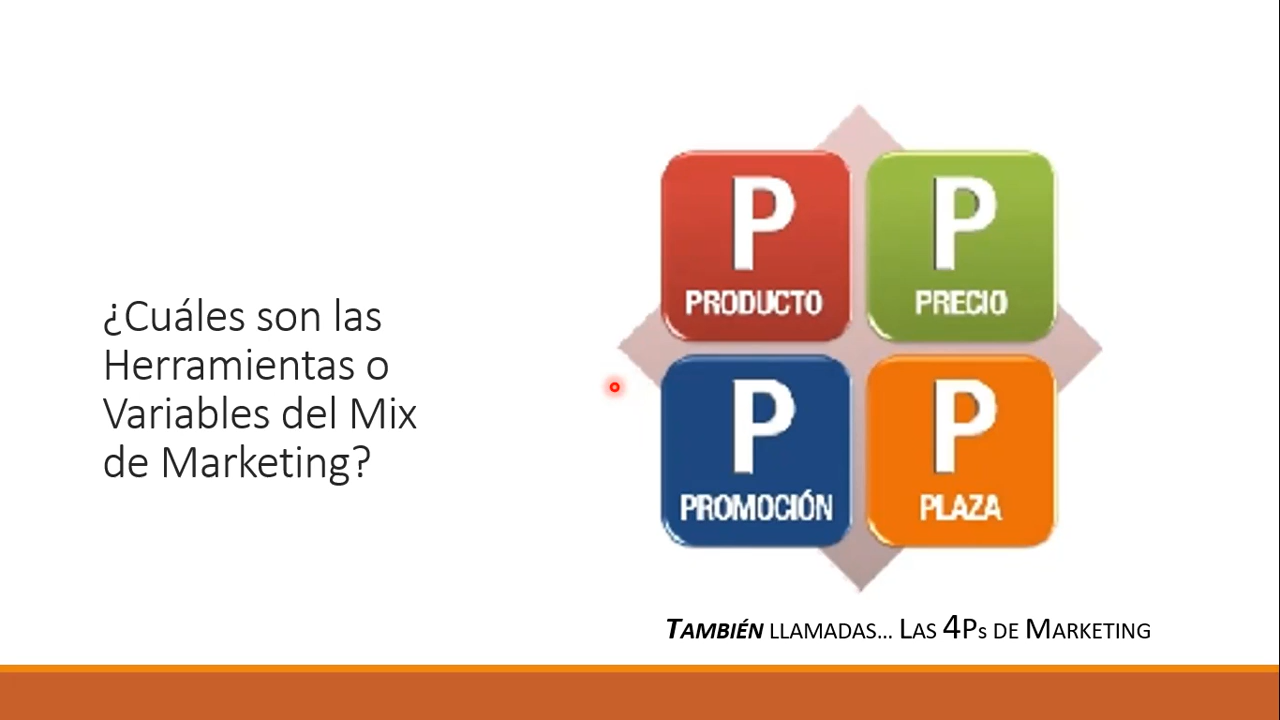 ¿Cuáles son las
Herramientas o
Variables del Mix
de Marketing?
P
PRODUCTO
P
PRECIO
P
PROMOCIÓN
P
PLAZA
TAMBIÉN LLAMADAS... LAS 4Ps DE MARKETING